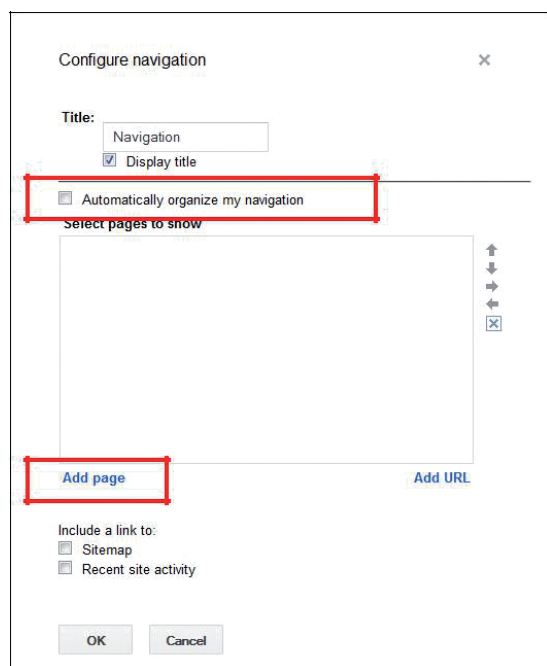 Configure navigation
Title:
Navigation
Display title
Automatically organize my navigation
Select pages to show
Add page Add URL
Include a link to:
Sitemap
Recent site activity
OK Cancel